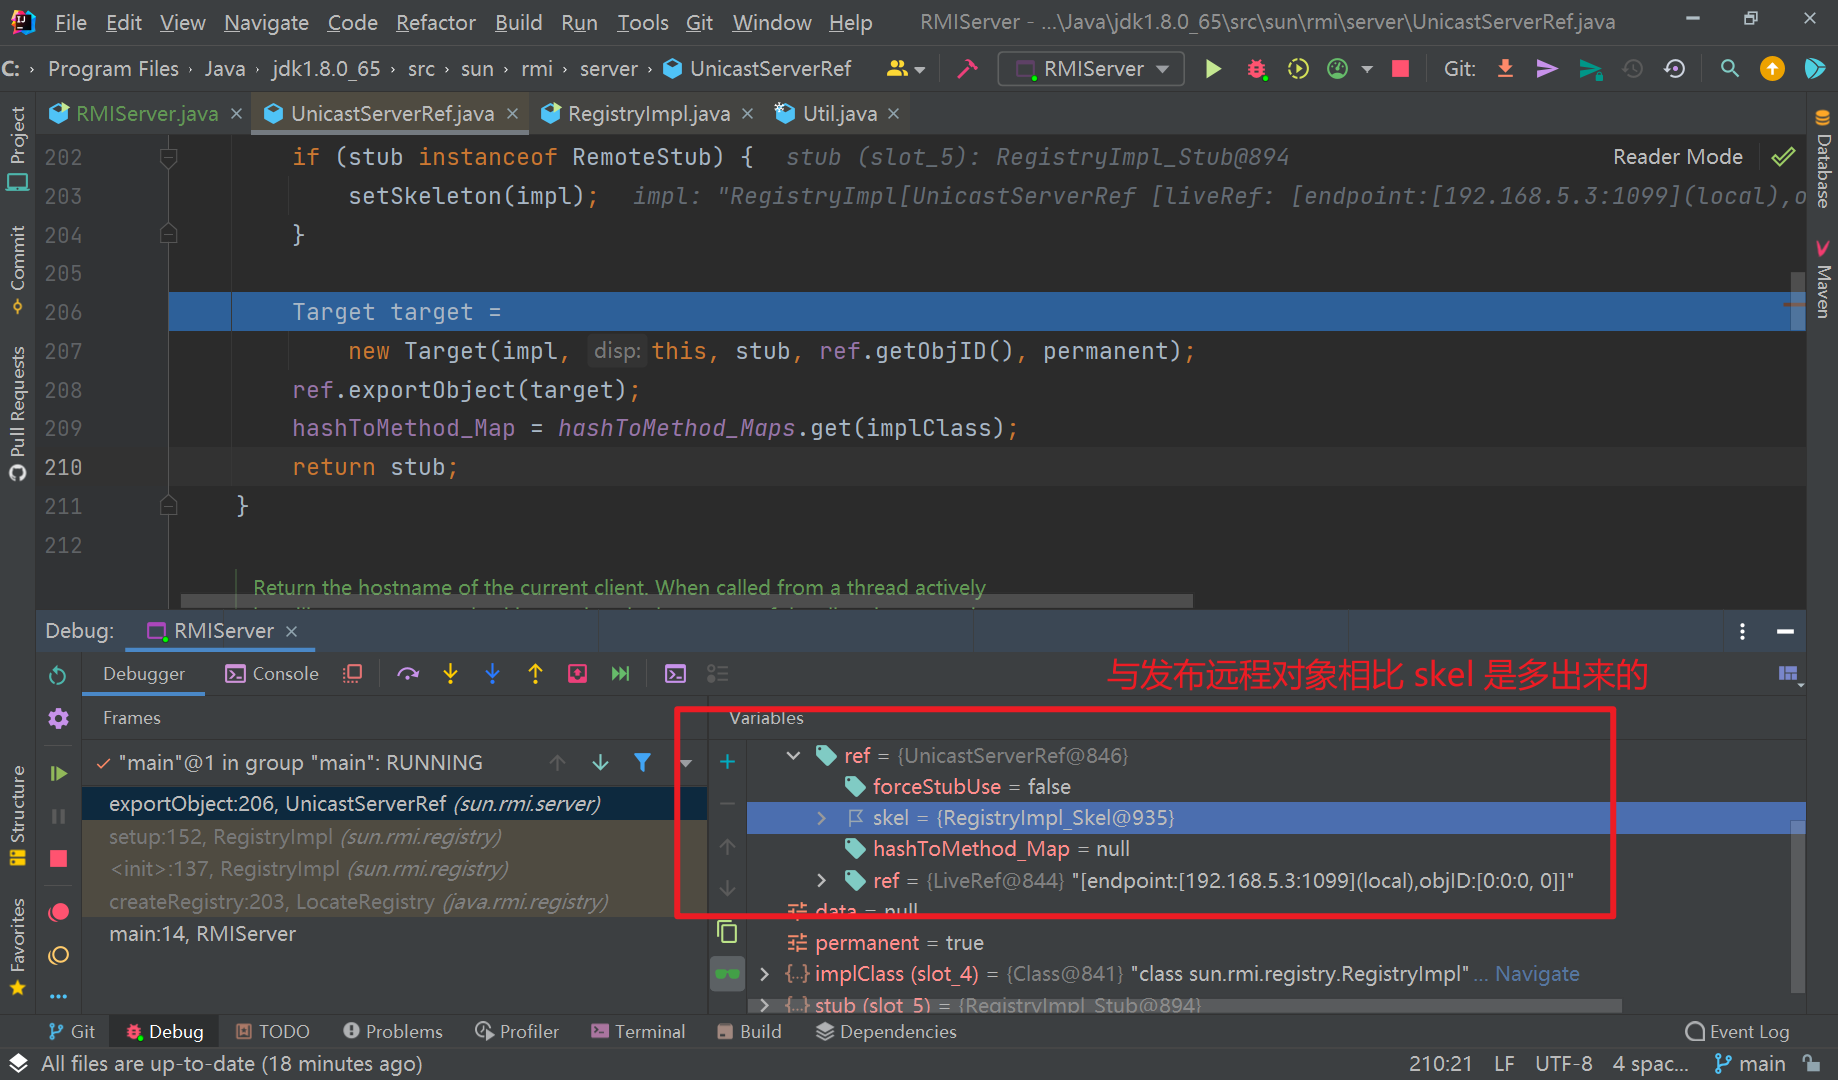 File Edit View Navigate Code Refactor Build Run Tools Git Window Help RMIServer - ...\Java\jdk1.8.0_65\src\sun\rmi\server\UnicastServerRef.java
C: › Program Files › Java › jdk1.8.0_65 › src › sun › rmi › server › UnicastServerRef RMIServer Git:
RMIServer.java UnicastServerRef.java RegistryImpl.java Util.java
Project
Commit
Pull Requests
Structure
Favorites
Database
Maven
Reader Mode
202 if (stub instanceof RemoteStub) { stub (slot_5): RegistryImpl_Stub@894
203 setSkeleton(impl); impl: "RegistryImpl[UnicastServerRef [liveRef: [endpoint:[192.168.5.3:1099](local),o
204 }
205
206 Target target =
207 new Target(impl, disp: this, stub, ref.getObjID(), permanent);
208 ref.exportObject(target);
209 hashToMethod_Map = hashToMethod_Maps.get(implClass);
210 return stub;
211 }
212
Return the hostname of the current client. When called from a thread actively
Debug: RMIServer
Debugger Console
与发布远程对象相比 skel 是多出来的
Frames
"main"@1 in group "main": RUNNING
exportObject:206, UnicastServerRef (sun.rmi.server)
setup:152, RegistryImpl (sun.rmi.registry)
<init>:137, RegistryImpl (sun.rmi.registry)
createRegistry:203, LocateRegistry (java.rmi.registry)
main:14, RMIServer
Variables
ref = {UnicastServerRef@846}
forceStubUse = false
skel = {RegistryImpl_Skel@935}
hashToMethod_Map = null
ref = {LiveRef@844} "[endpoint:[192.168.5.3:1099](local),objID:[0:0:0, 0]]"
data = null
permanent = true
implClass (slot_4) = {Class@841} "class sun.rmi.registry.RegistryImpl" ... Navigate
stub (slot_5) = {RegistryImpl_Stub@894}
Git Debug TODO Problems Profiler Terminal Build Dependencies Event Log
All files are up-to-date (18 minutes ago) 210:21 LF UTF-8 4 spac... main